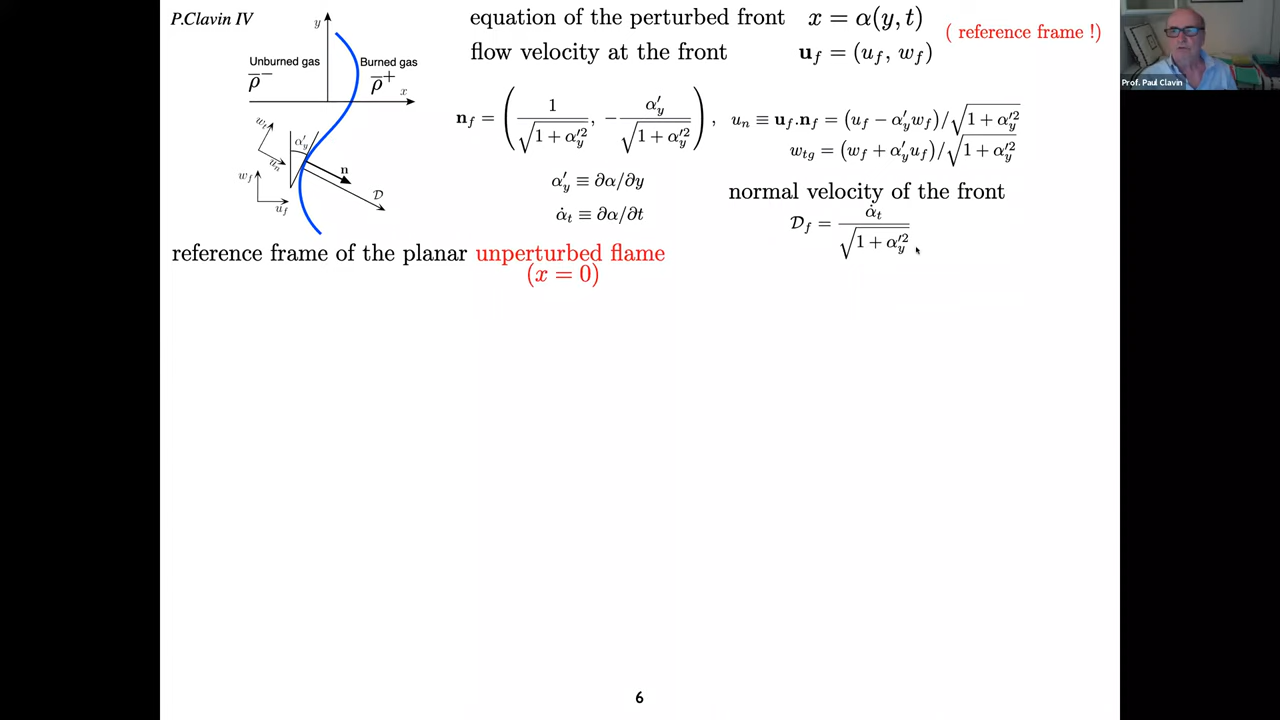 P.Clavin IV
y
Unburned gas
ρ̅⁻
Burned gas
ρ̅⁺
x
w_t
α′_y
u_n
n
w_f
u_f
𝒟
equation of the perturbed front x = α(y, t)
( reference frame !)
flow velocity at the front u_f = (u_f, w_f)
n_f = ( 1/√(1 + α′_y²), − α′_y/√(1 + α′_y²) ), u_n ≡ u_f.n_f = (u_f − α′_y w_f)/√(1 + α′_y²)
w_tg = (w_f + α′_y u_f)/√(1 + α′_y²)
α′_y ≡ ∂α/∂y
α̇_t ≡ ∂α/∂t
normal velocity of the front
𝒟_f = α̇_t/√(1 + α′_y²)
reference frame of the planar unperturbed flame
(x = 0)
6
Prof. Paul Clavin